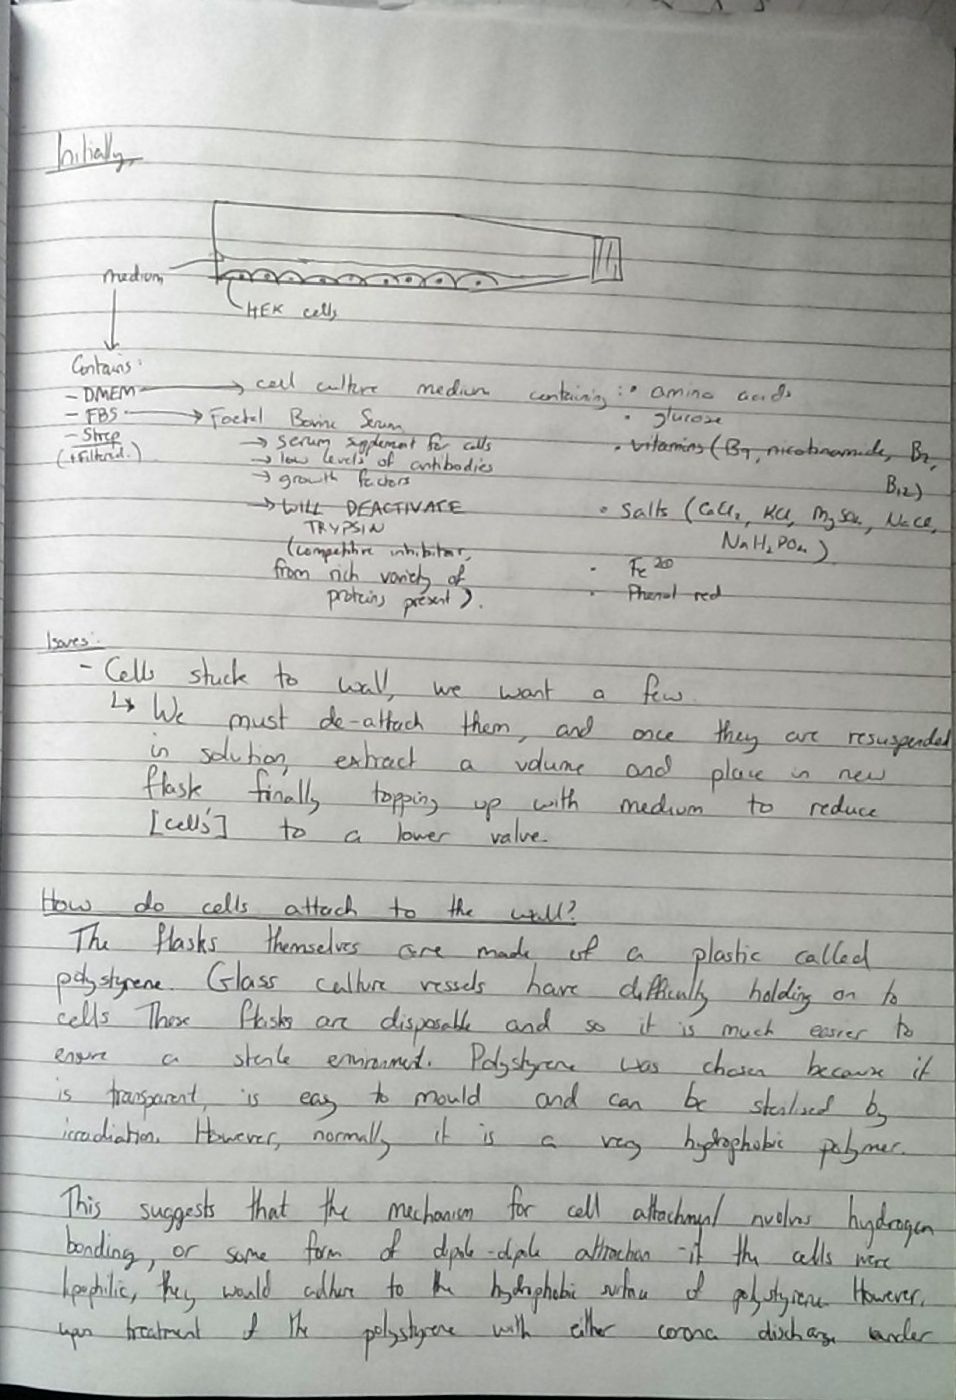 Initially,
medium
HEK cells
Contains:
- DMEM → cell culture medium containing: • amino acids
- FBS → Foetal Bovine Serum • glucose
- Strep → serum supplement for cells • vitamins (B9, nicotinamide, B2,
(+filtered.) → low levels of antibodies B12)
→ growth factors
→ WILL DEACTIVATE • Salts (CaCl2, KCl, MgSO4, NaCl,
TRYPSIN NaH2PO4)
(competitive inhibitor, • Fe
from rich variety of • Phenol red
proteins present).
Issues:
- Cells stuck to wall, we want a few.
↳ We must de-attach them, and once they are resuspended
in solution, extract a volume and place in new
flask finally topping up with medium to reduce
[cells] to a lower value.
How do cells attach to the wall?
The flasks themselves are made of a plastic called
polystyrene. Glass culture vessels have difficulty holding on to
cells These flasks are disposable and so it is much easier to
ensure a sterile environment. Polystyrene was chosen because it
is transparent, is easy to mould and can be sterilised by
irradiation. However, normally it is a very hydrophobic polymer.
This suggests that the mechanism for cell attachment involves hydrogen
bonding, or some form of dipole-dipole attraction - if the cells were
lipophilic, they would adhere to the hydrophobic surface of polystyrene. However,
upon treatment of the polystyrene with either corona discharge under